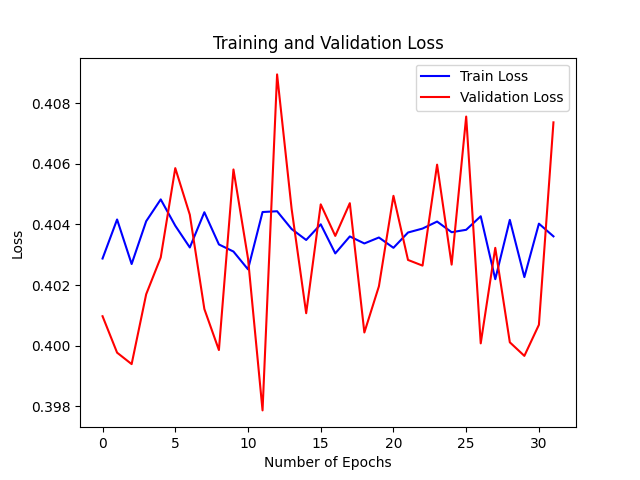 Training and Validation Loss
Train Loss
Validation Loss
0.408
0.406
0.404
0.402
0.400
0.398
Loss
0 5 10 15 20 25 30
Number of Epochs